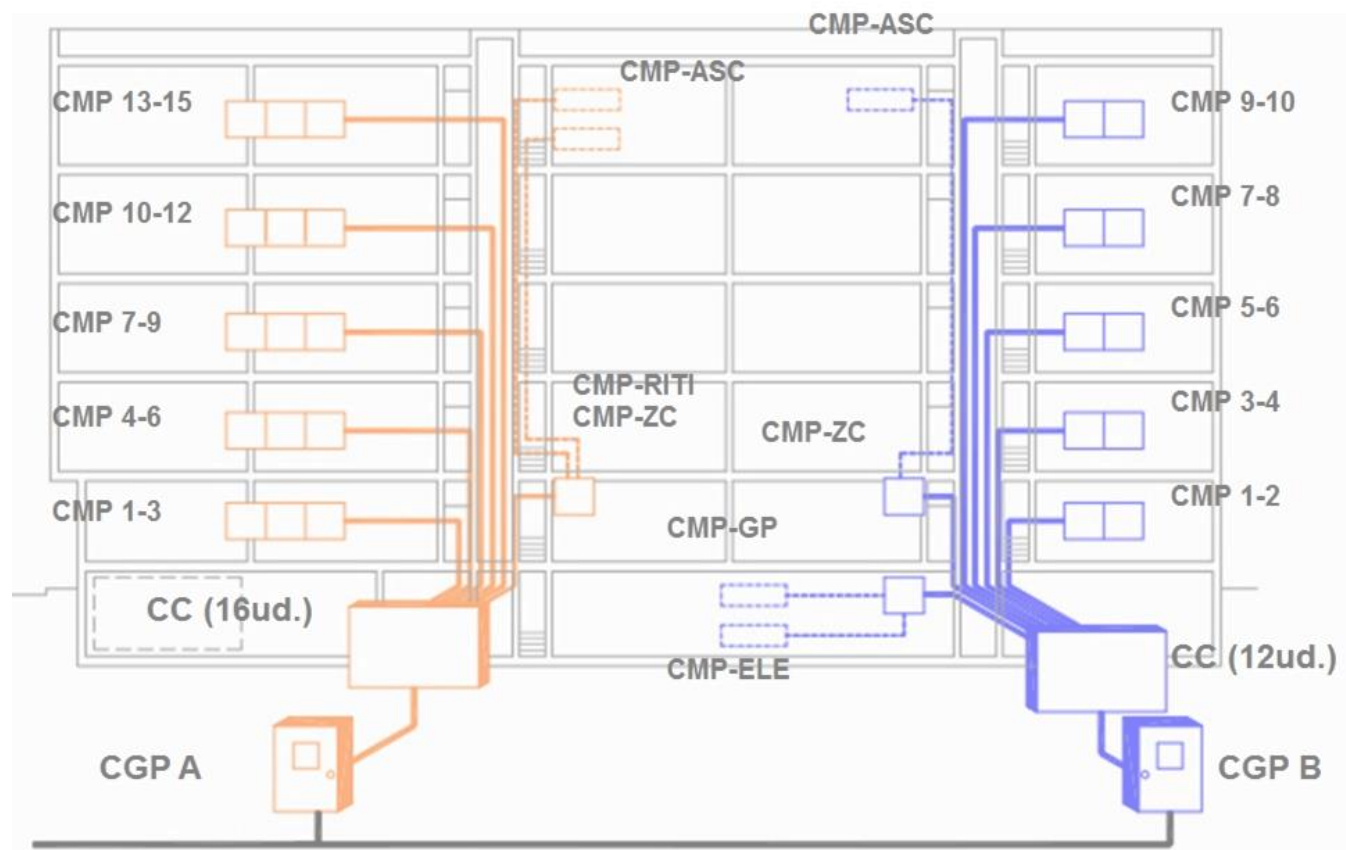 CMP-ASC
CMP-ASC
CMP 13-15
CMP 9-10
CMP 10-12
CMP 7-8
CMP 7-9
CMP 5-6
CMP-RITI
CMP-ZC
CMP 4-6
CMP-ZC
CMP 3-4
CMP 1-3
CMP-GP
CMP 1-2
CC (16ud.)
CMP-ELE
CC (12ud.)
CGP A
CGP B